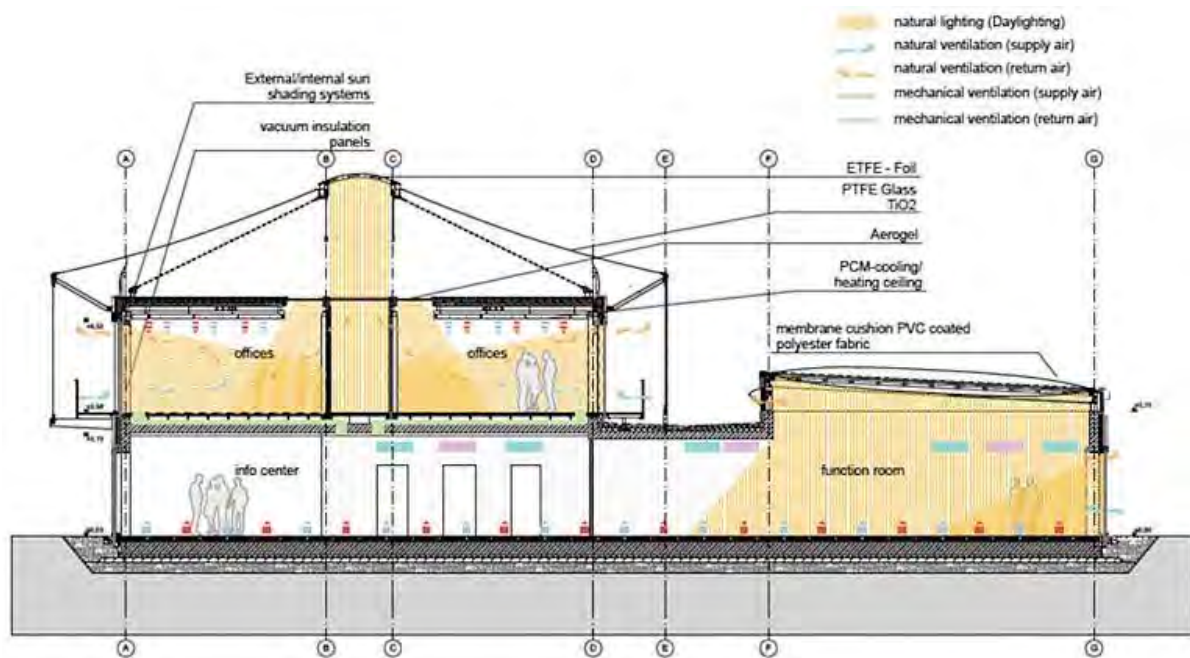 natural lighting (Daylighting)
natural ventilation (supply air)
natural ventilation (return air)
mechanical ventilation (supply air)
mechanical ventilation (return air)
External/internal sun
shading systems
vacuum insulation
panels
A
B
C
D
E
F
G
ETFE - Foil
PTFE Glass
TiO2
Aerogel
PCM-cooling/
heating ceiling
membrane cushion PVC coated
polyester fabric
offices
offices
info center
function room
A
B
C
D
E
F
G